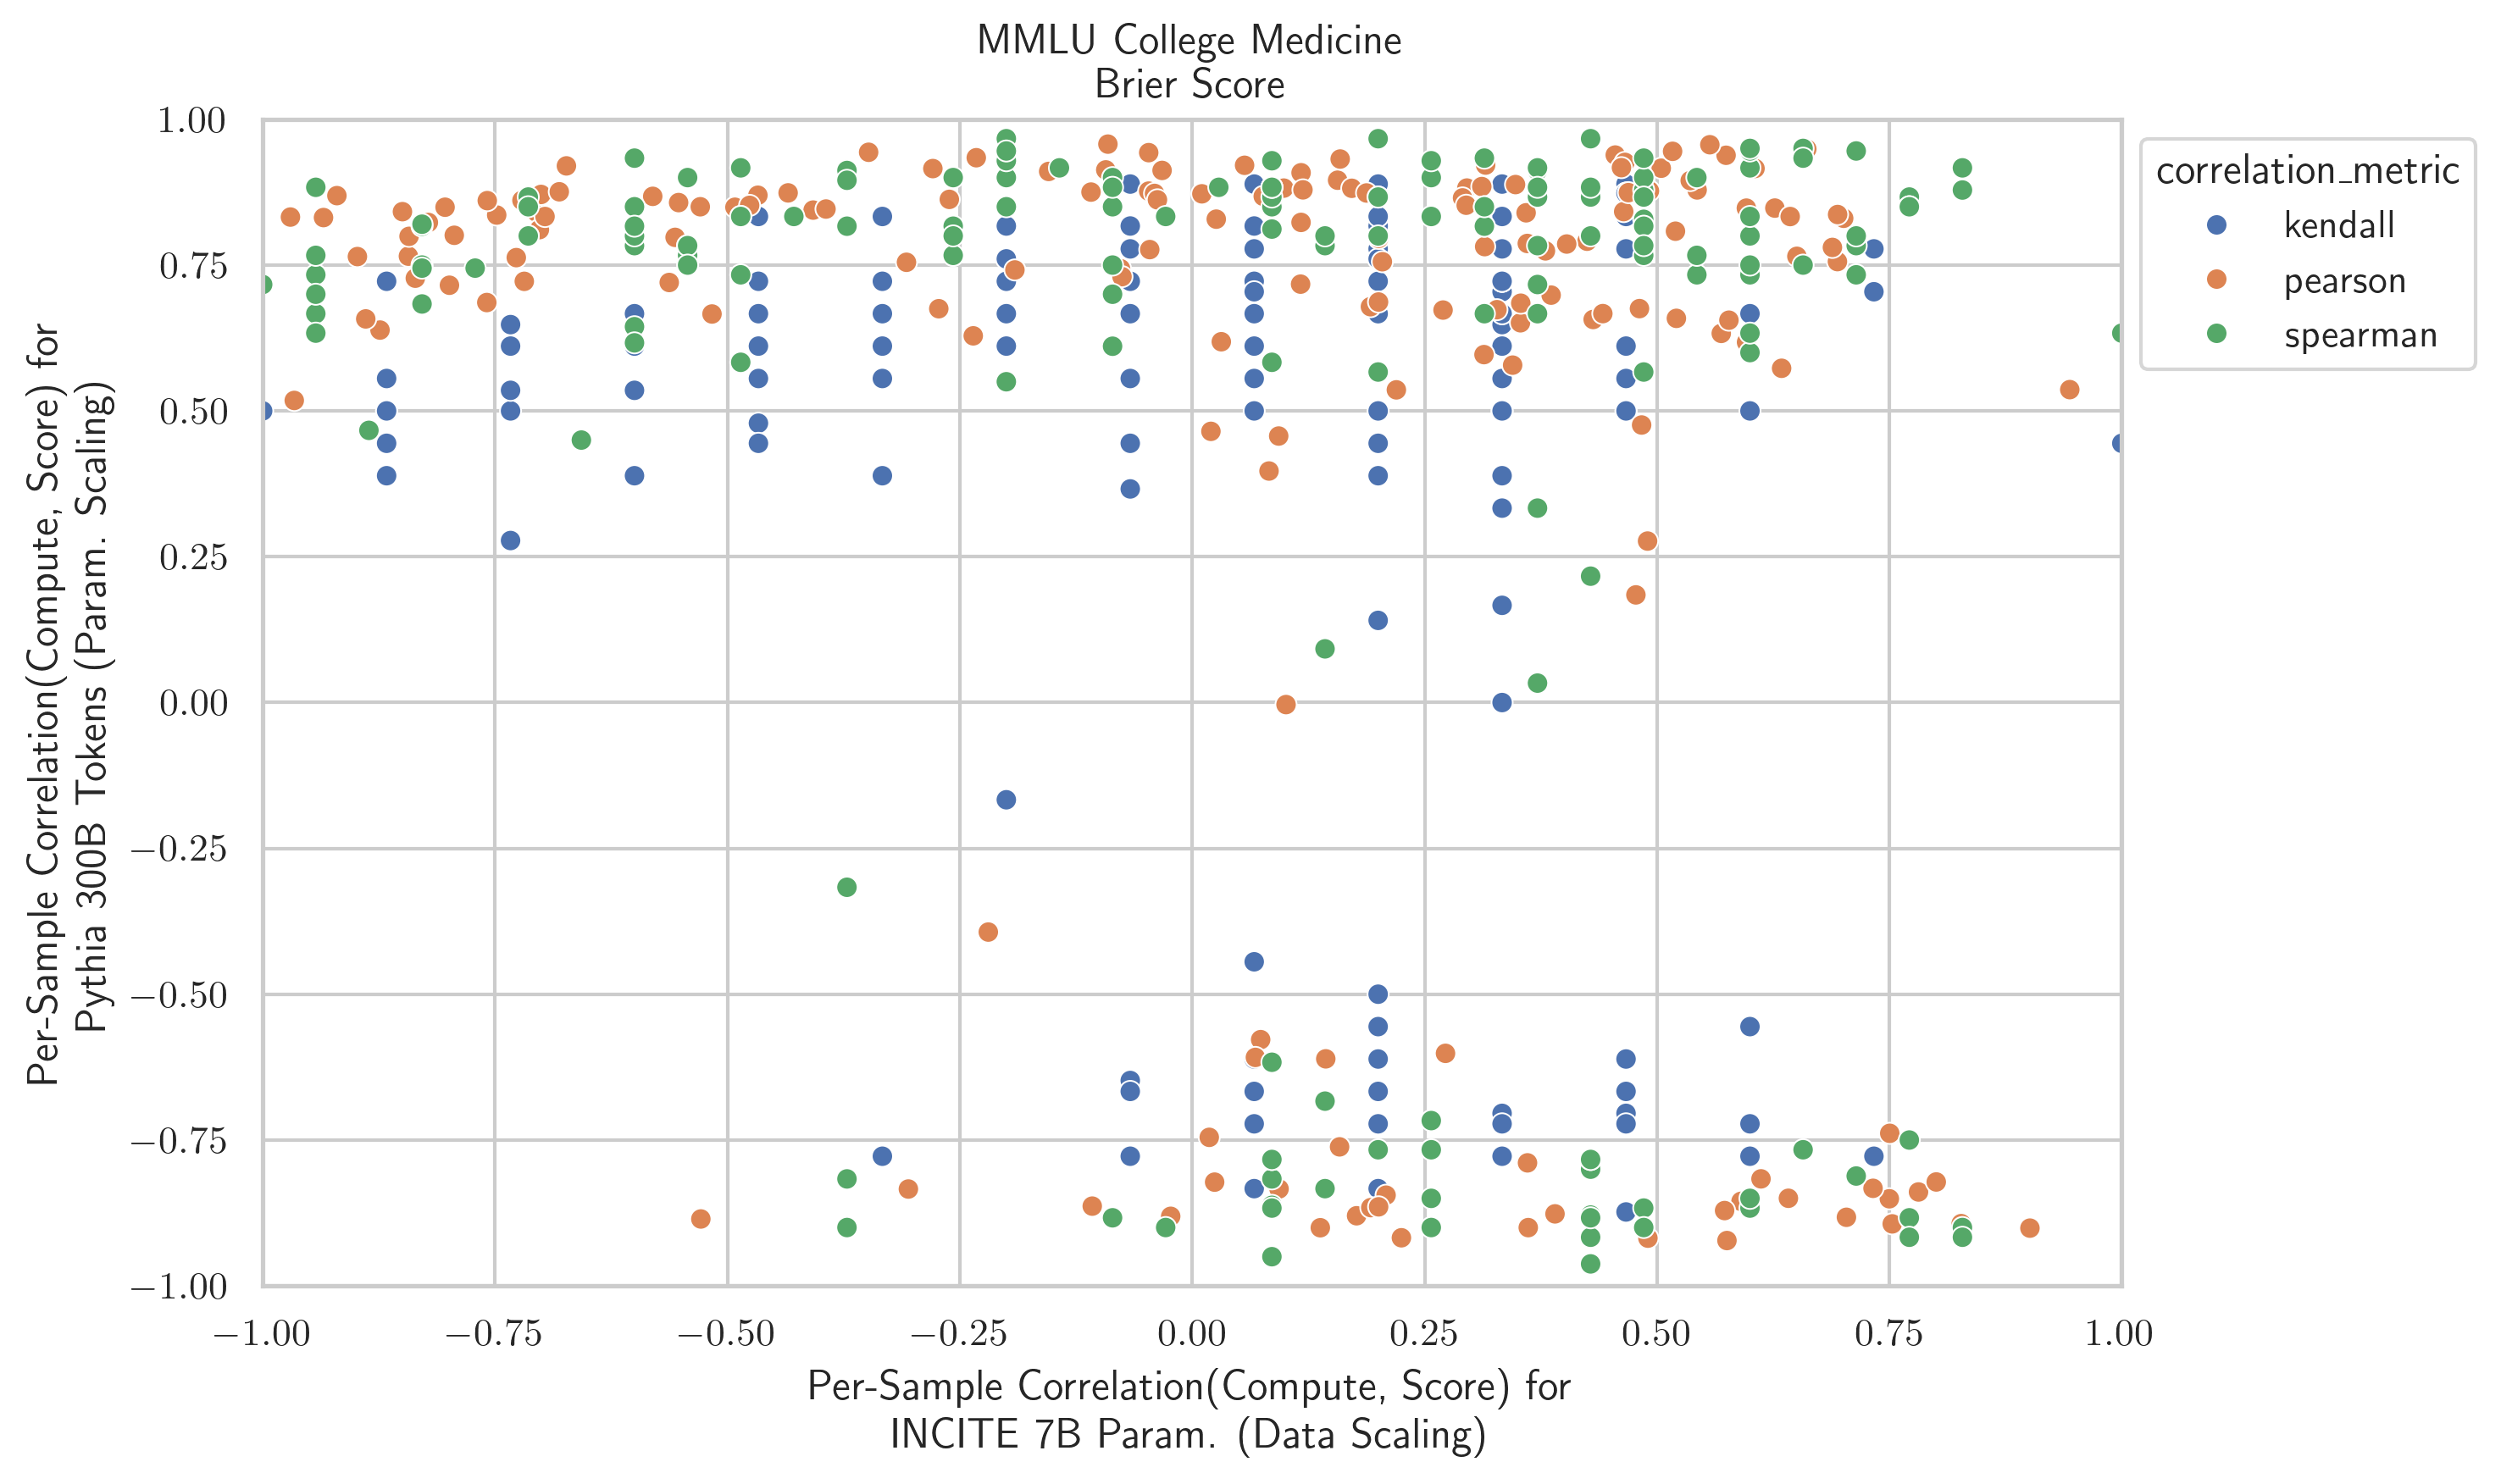 MMLU College Medicine
Brier Score
Per-Sample Correlation(Compute, Score) for
Pythia 300B Tokens (Param. Scaling)
1.00
0.75
0.50
0.25
0.00
−0.25
−0.50
−0.75
−1.00
−1.00 −0.75 −0.50 −0.25 0.00 0.25 0.50 0.75 1.00
Per-Sample Correlation(Compute, Score) for
INCITE 7B Param. (Data Scaling)
correlation_metric
kendall
pearson
spearman